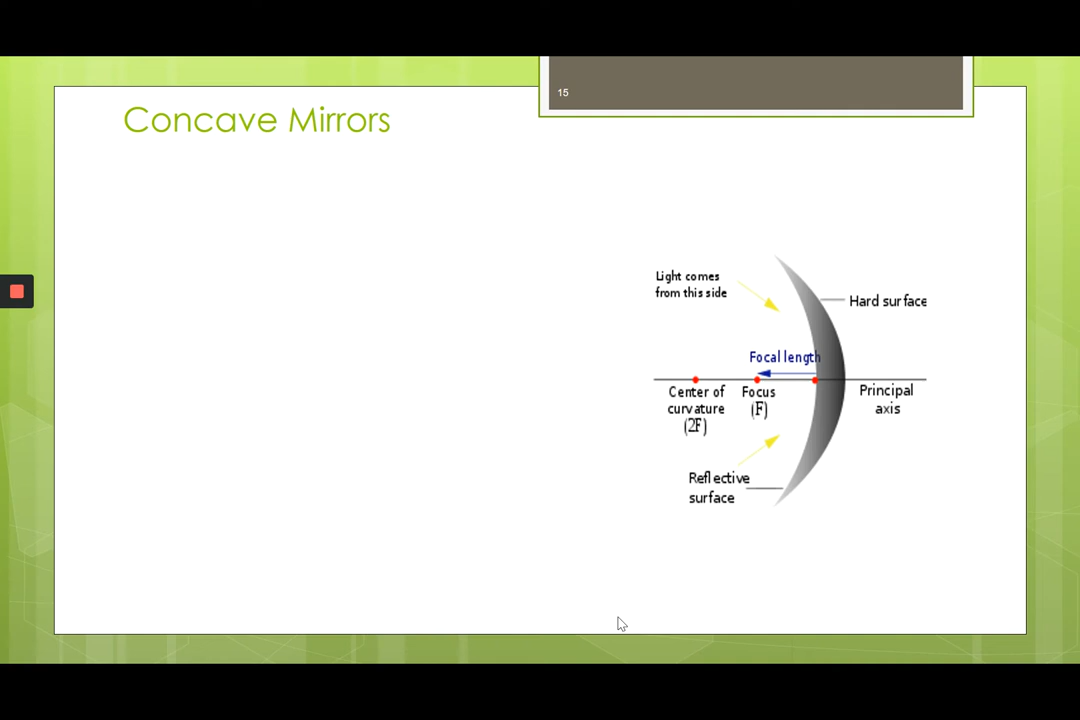 15
Concave Mirrors
Light comes
from this side
Hard surface
Focal length
Center of
curvature
(2F)
Focus
(F)
Principal
axis
Reflective
surface